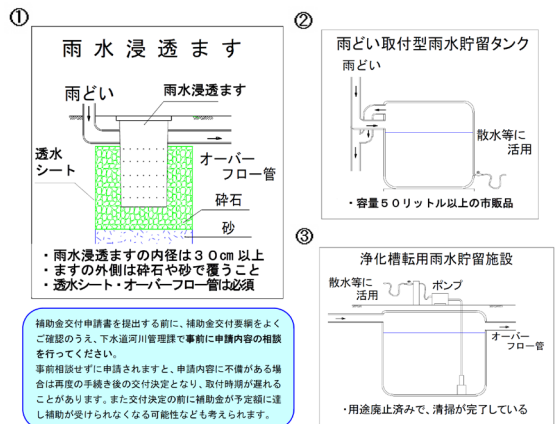 ①
雨水浸透ます
雨どい
雨水浸透ます
透水
シート
オーバー
フロー管
砕石
砂
・雨水浸透ますの内径は３０㎝以上
・ますの外側は砕石や砂で覆うこと
・透水シート・オーバーフロー管は必須
補助金交付申請書を提出する前に、補助金交付要綱をよく
ご確認のうえ、下水道河川管理課で事前に申請内容の相談
を行ってください。
事前相談せずに申請されますと、申請内容に不備がある場合
は再度の手続き後の交付決定となり、取付時期が遅れる
ことがあります。また交付決定の前に補助金が予定額に達
し補助が受けられなくなる可能性なども考えられます。
②
雨どい取付型雨水貯留タンク
雨どい
散水等に
活用
・容量５０リットル以上の市販品
③
浄化槽転用雨水貯留施設
散水等に
活用
ポンプ
オーバー
フロー管
・用途廃止済みで、清掃が完了している